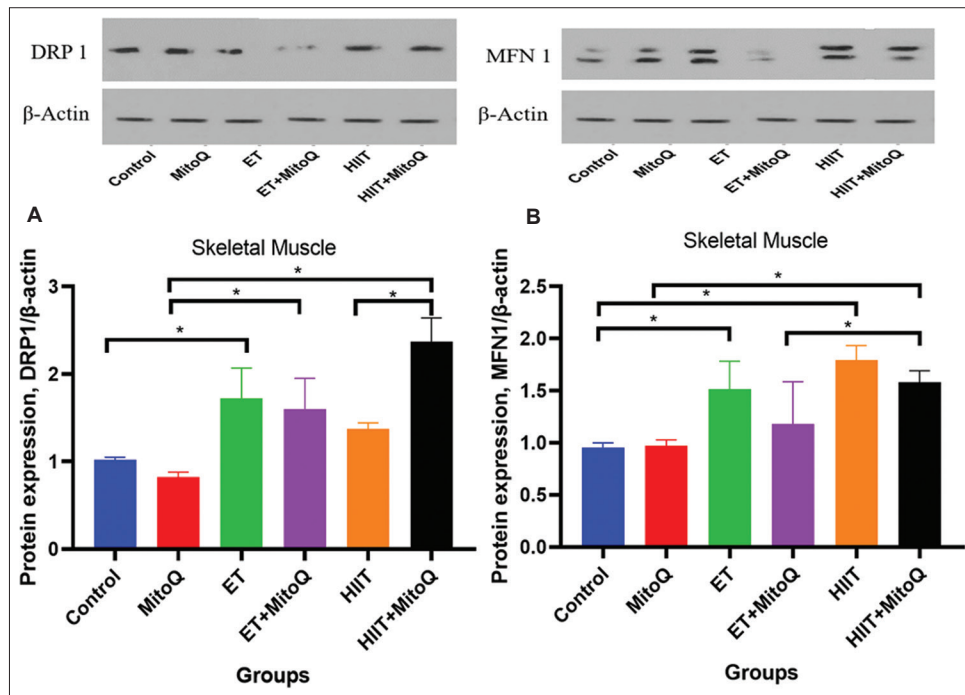 DRP 1
β-Actin
Control
MitoQ
ET
ET+MitoQ
HIIT
HIIT+MitoQ
MFN 1
β-Actin
Control
MitoQ
ET
ET+MitoQ
HIIT
HIIT+MitoQ
A
Skeletal Muscle
Protein expression, DRP1/β-actin
3
2
1
0
*
*
*
*
Control
MitoQ
ET
ET+MitoQ
HIIT
HIIT+MitoQ
Groups
B
Skeletal Muscle
Protein expression, MFN1/β-actin
2.5
2.0
1.5
1.0
0.5
0.0
*
*
*
*
Control
MitoQ
ET
ET+MitoQ
HIIT
HIIT+MitoQ
Groups